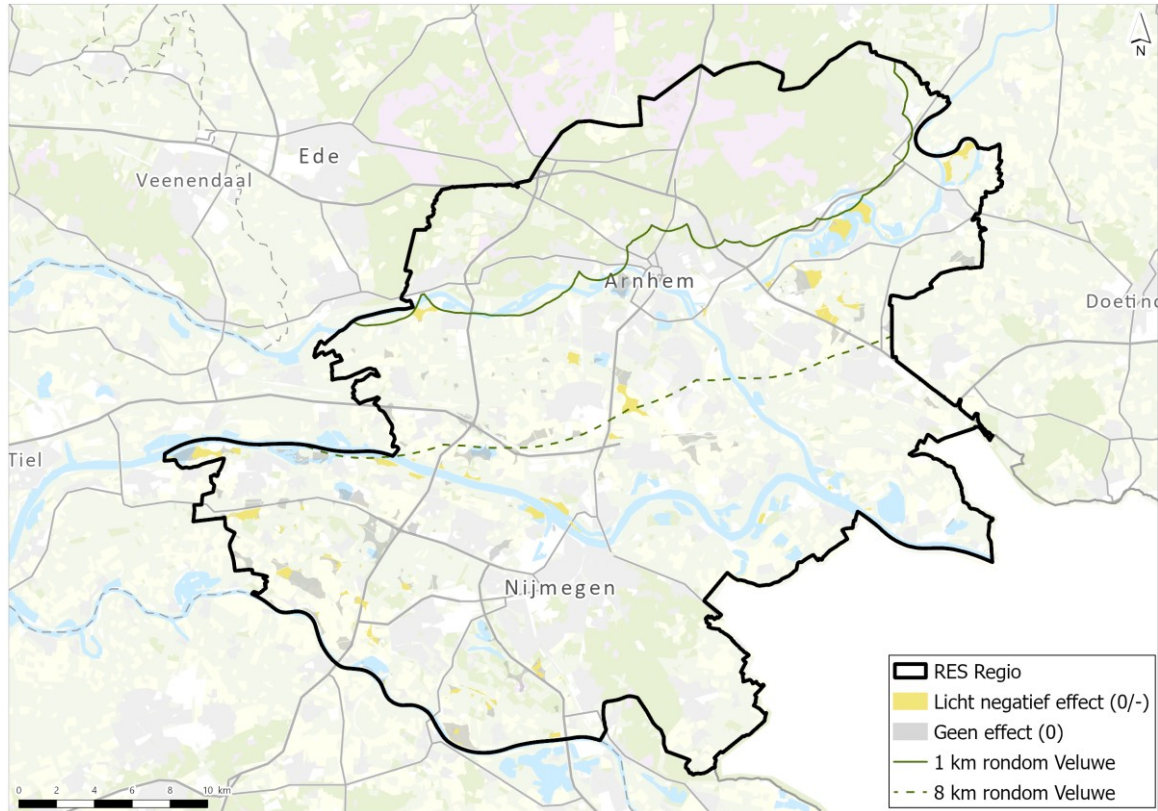 N
Ede
Veenendaal
Arnhem
Doetinc
Tiel
Nijmegen
RES Regio
Licht negatief effect (0/-)
Geen effect (0)
1 km rondom Veluwe
8 km rondom Veluwe
0 2 4 6 8 10 km